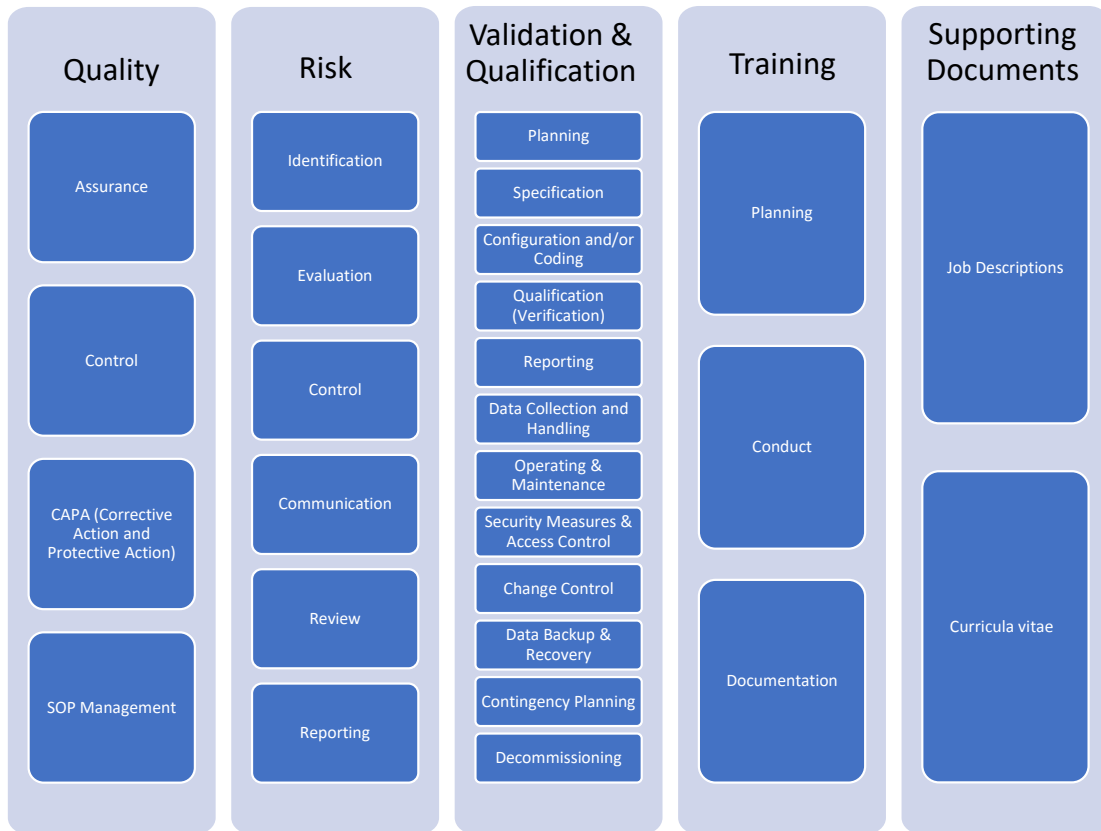 Quality
Assurance
Control
CAPA (Corrective
Action and
Protective Action)
SOP Management
Risk
Identification
Evaluation
Control
Communication
Review
Reporting
Validation &
Qualification
Planning
Specification
Configuration and/or
Coding
Qualification
(Verification)
Reporting
Data Collection and
Handling
Operating &
Maintenance
Security Measures &
Access Control
Change Control
Data Backup &
Recovery
Contingency Planning
Decommissioning
Training
Planning
Conduct
Documentation
Supporting
Documents
Job Descriptions
Curricula vitae